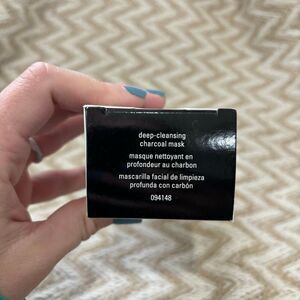 deep-cleansing
charcoal mask
masque nettoyant en
profondeur au charbon
mascarilla facial de limpieza
profunda con carbón
094148